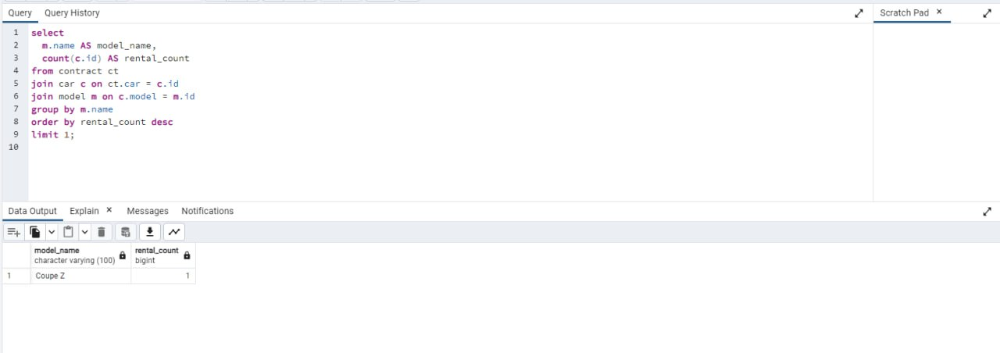 Query Query History
Scratch Pad ×
1 select
2 m.name AS model_name,
3 count(c.id) AS rental_count
4 from contract ct
5 join car c on ct.car = c.id
6 join model m on c.model = m.id
7 group by m.name
8 order by rental_count desc
9 limit 1;
10
Data Output Explain × Messages Notifications
model_name rental_count
character varying (100) bigint
1 Coupe Z 1